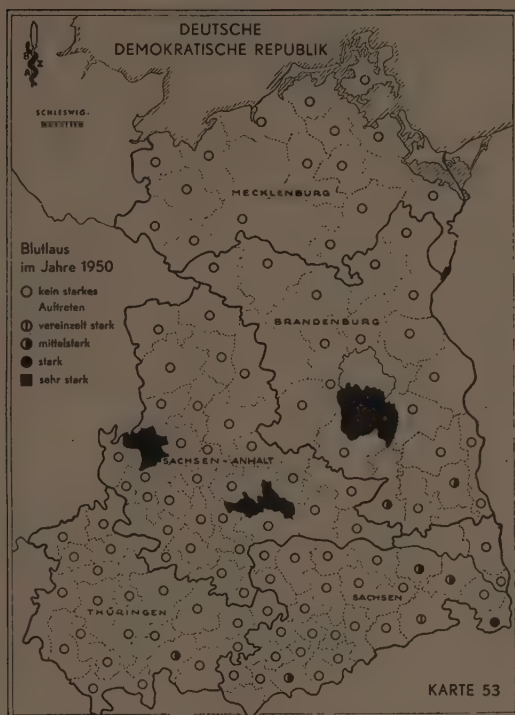 DEUTSCHE
DEMOKRATISCHE REPUBLIK
SCHLESWIG.
MECKLENBURG
Blutlaus
im Jahre 1950
kein starkes
Auftreten
vereinzelt stark
mittelstark
stark
sehr stark
BRANDENBURG
SACHSEN-ANHALT
SACHSEN
THÜRINGEN
KARTE 53